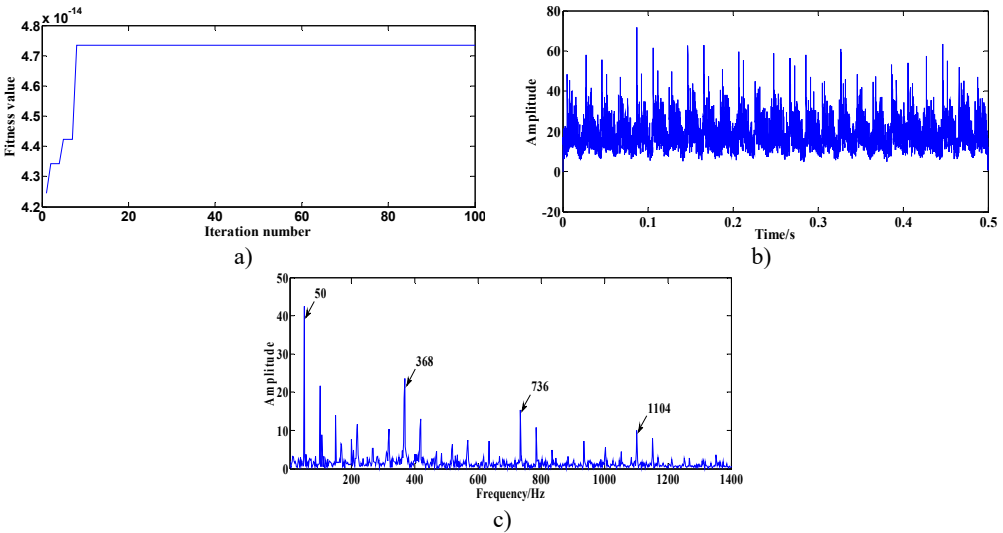 x 10^-14
4.8
4.7
4.6
4.5
4.4
4.3
4.2
Fitness value
0 20 40 60 80 100
Iteration number
a)
80
60
40
20
0
-20
Amplitude
0 0.1 0.2 0.3 0.4 0.5
Time/s
b)
50
40
30
20
10
0
Amplitude
50
368
736
1104
200 400 600 800 1000 1200 1400
Frequency/Hz
c)